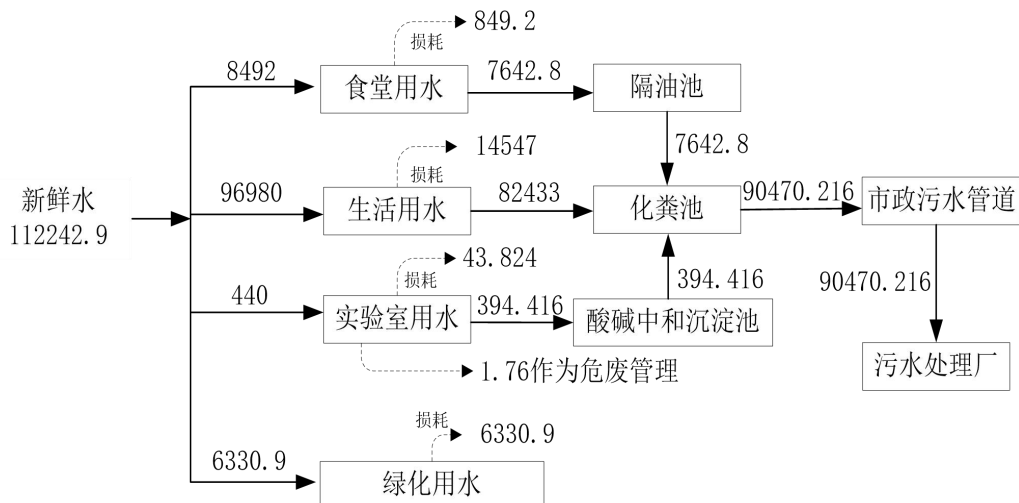 849.2
损耗
8492
食堂用水
7642.8
隔油池
7642.8
14547
损耗
新鲜水
112242.9
96980
生活用水
82433
化粪池
90470.216
市政污水管道
43.824
损耗
440
实验室用水
394.416
酸碱中和沉淀池
394.416
90470.216
1.76作为危废管理
污水处理厂
损耗
6330.9
6330.9
绿化用水